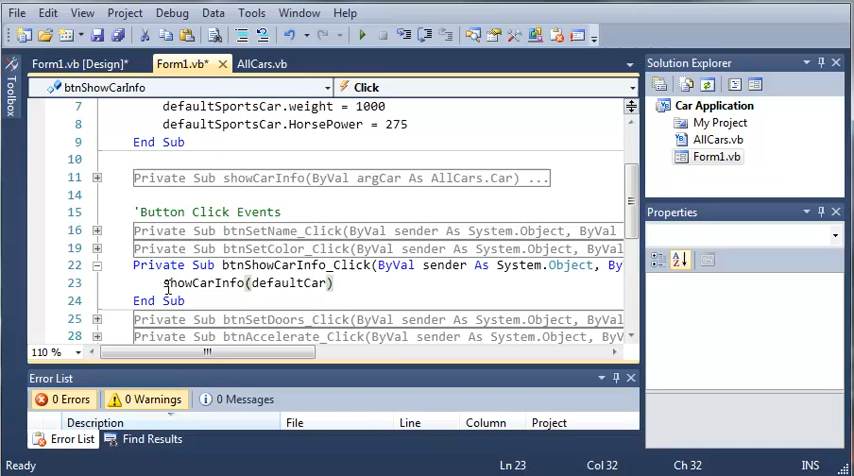 File Edit View Project Debug Data Tools Window Help
Form1.vb [Design]* Form1.vb* AllCars.vb
btnShowCarInfo Click
7 defaultSportsCar.weight = 1000
8 defaultSportsCar.HorsePower = 275
9 End Sub
10
11 Private Sub showCarInfo(ByVal argCar As AllCars.Car) ...
14
15 'Button Click Events
16 Private Sub btnSetName_Click(ByVal sender As System.Object, ByVal
19 Private Sub btnSetColor_Click(ByVal sender As System.Object, ByVal
22 Private Sub btnShowCarInfo_Click(ByVal sender As System.Object, By
23 showCarInfo(defaultCar)
24 End Sub
25 Private Sub btnSetDoors_Click(ByVal sender As System.Object, ByVal
28 Private Sub btnAccelerate_Click(ByVal sender As System.Object, ByV
110 %
Error List
0 Errors 0 Warnings 0 Messages
Description File Line Column Project
Error List Find Results
Ready Ln 23 Col 32 Ch 32 INS
Toolbox
Solution Explorer
Car Application
My Project
AllCars.vb
Form1.vb
Properties